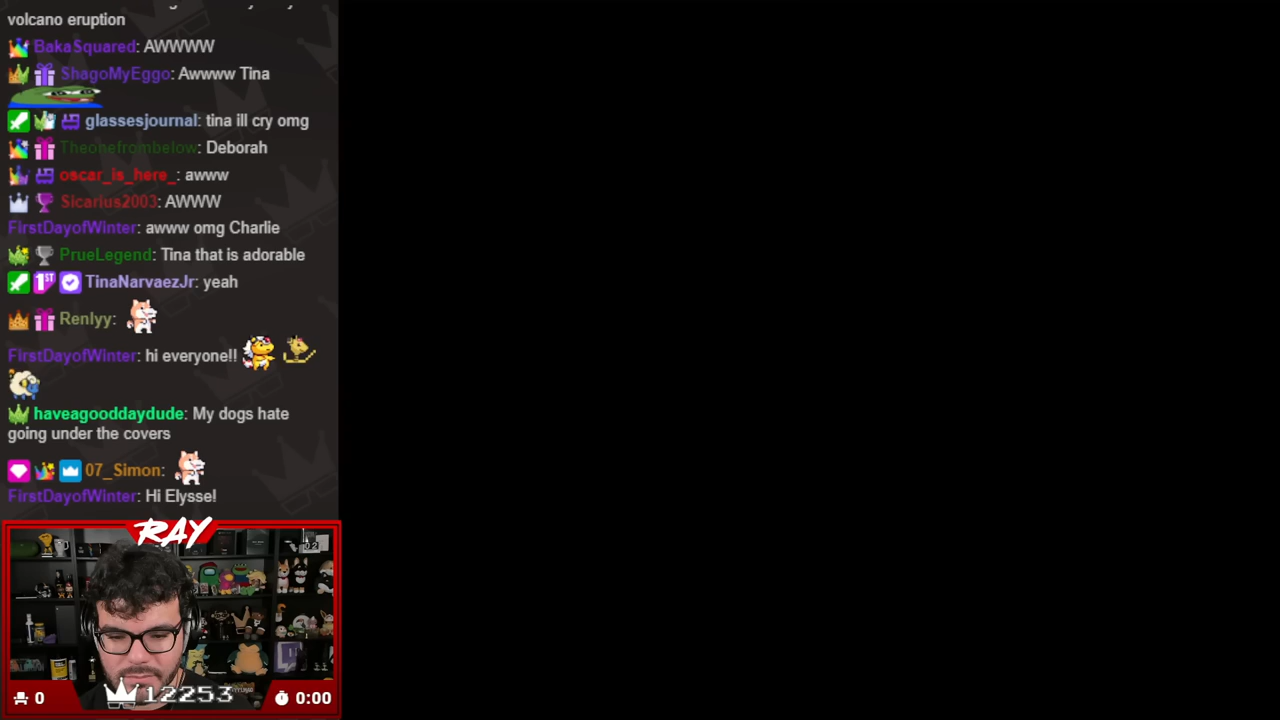 volcano eruption
BakaSquared: AWWWW
ShagoMyEggo: Awwww Tina
glassesjournal: tina ill cry omg
Theonefrombelow: Deborah
oscar_is_here_: awww
Sicarius2003: AWWW
FirstDayofWinter: awww omg Charlie
PrueLegend: Tina that is adorable
1ST TinaNarvaezJr: yeah
Renlyy:
FirstDayofWinter: hi everyone!!
haveagooddaydude: My dogs hate
going under the covers
07_Simon:
FirstDayofWinter: Hi Elysse!
RAY
0 12253 0:00